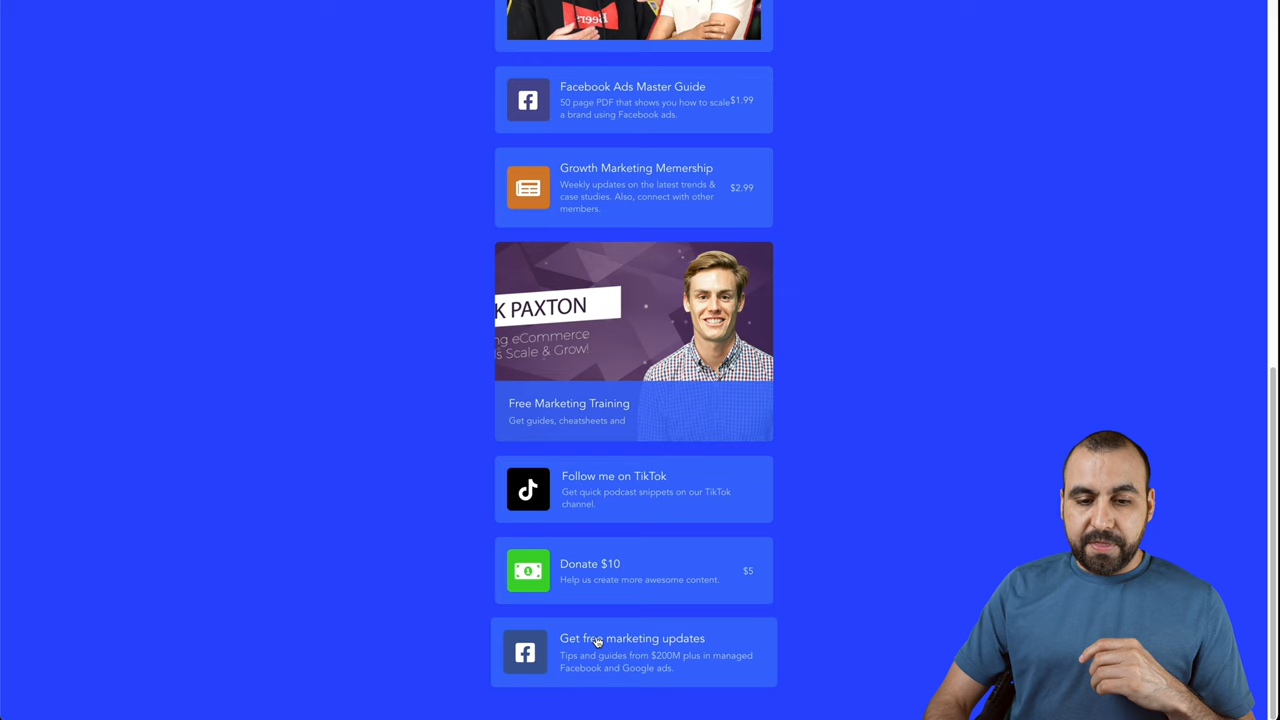 Beers
Facebook Ads Master Guide
50 page PDF that shows you how to scale
a brand using Facebook ads.
$1.99
Growth Marketing Memership
Weekly updates on the latest trends &
case studies. Also, connect with other
members.
$2.99
K PAXTON
ng eCommerce
ls Scale & Grow!
Free Marketing Training
Get guides, cheatsheets and
Follow me on TikTok
Get quick podcast snippets on our TikTok
channel.
Donate $10
Help us create more awesome content.
$5
Get free marketing updates
Tips and guides from $200M plus in managed
Facebook and Google ads.